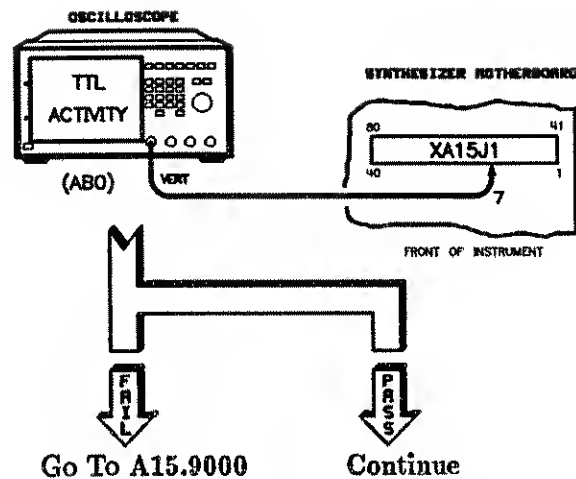 OSCILLOSCOPE
TTL
ACTIVITY
(ABO)
VERT
SYNTHESIZER MOTHERBOARD
80
41
XA15J1
40
1
7
FRONT OF INSTRUMENT
FAIL
PASS
Go To A15.9000
Continue